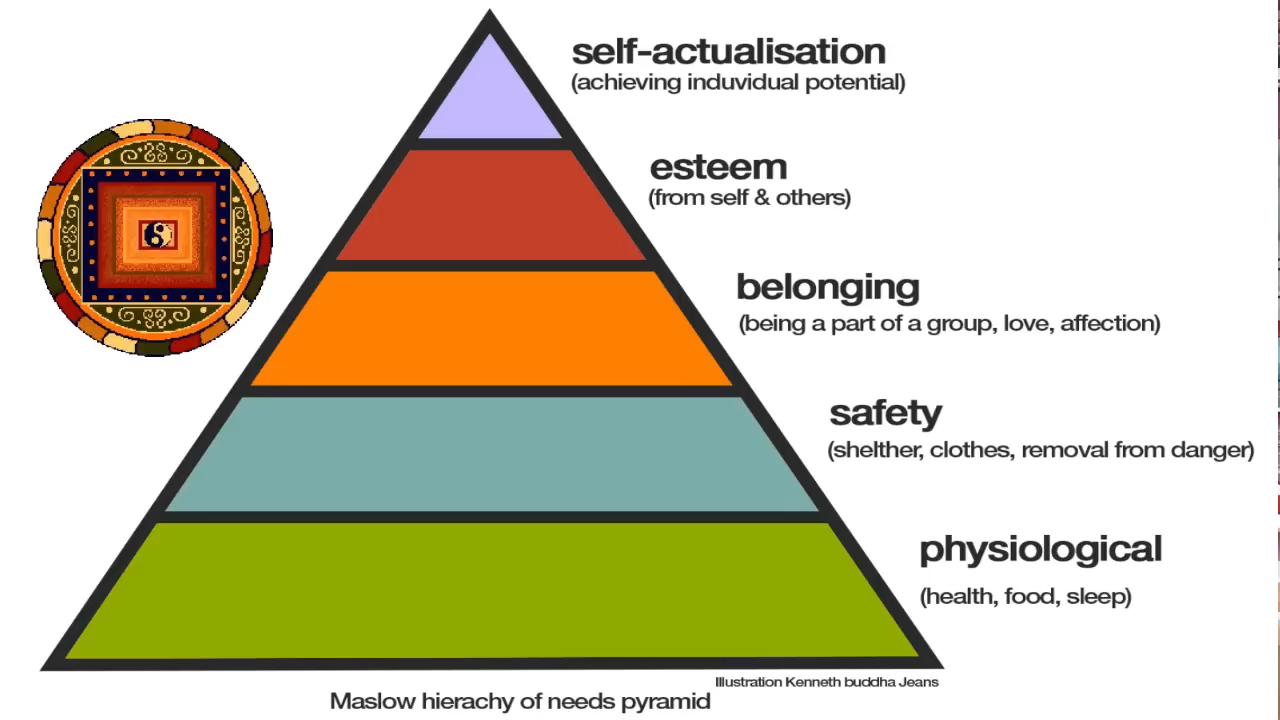 self-actualisation
(achieving induvidual potential)
esteem
(from self & others)
belonging
(being a part of a group, love, affection)
safety
(shelther, clothes, removal from danger)
physiological
(health, food, sleep)
Illustration Kenneth buddha Jeans
Maslow hierachy of needs pyramid